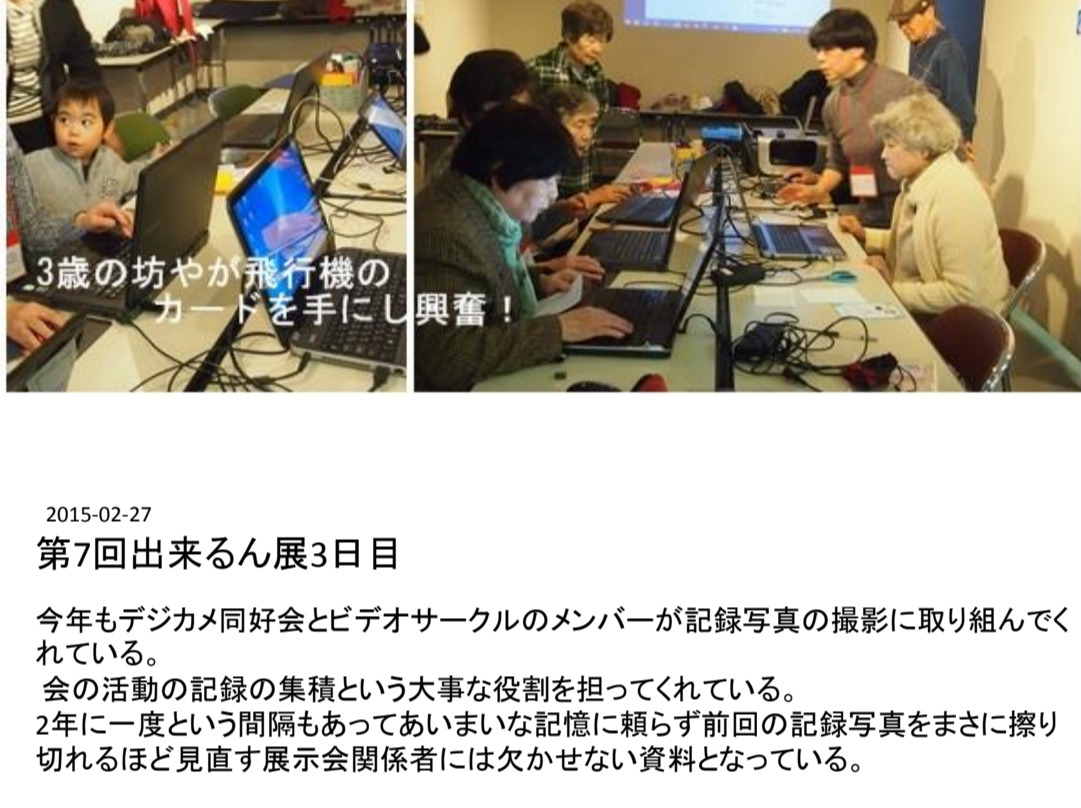 3歳の坊やが飛行機の
カードを手にし興奮!
2015-02-27
第7回出来るん展3日目
今年もデジカメ同好会とビデオサークルのメンバーが記録写真の撮影に取り組んでく
れている。
会の活動の記録の集積という大事な役割を担ってくれている。
2年に一度という間隔もあってあいまいな記憶に頼らず前回の記録写真をまさに擦り
切れるほど見直す展示会関係者には欠かせない資料となっている。